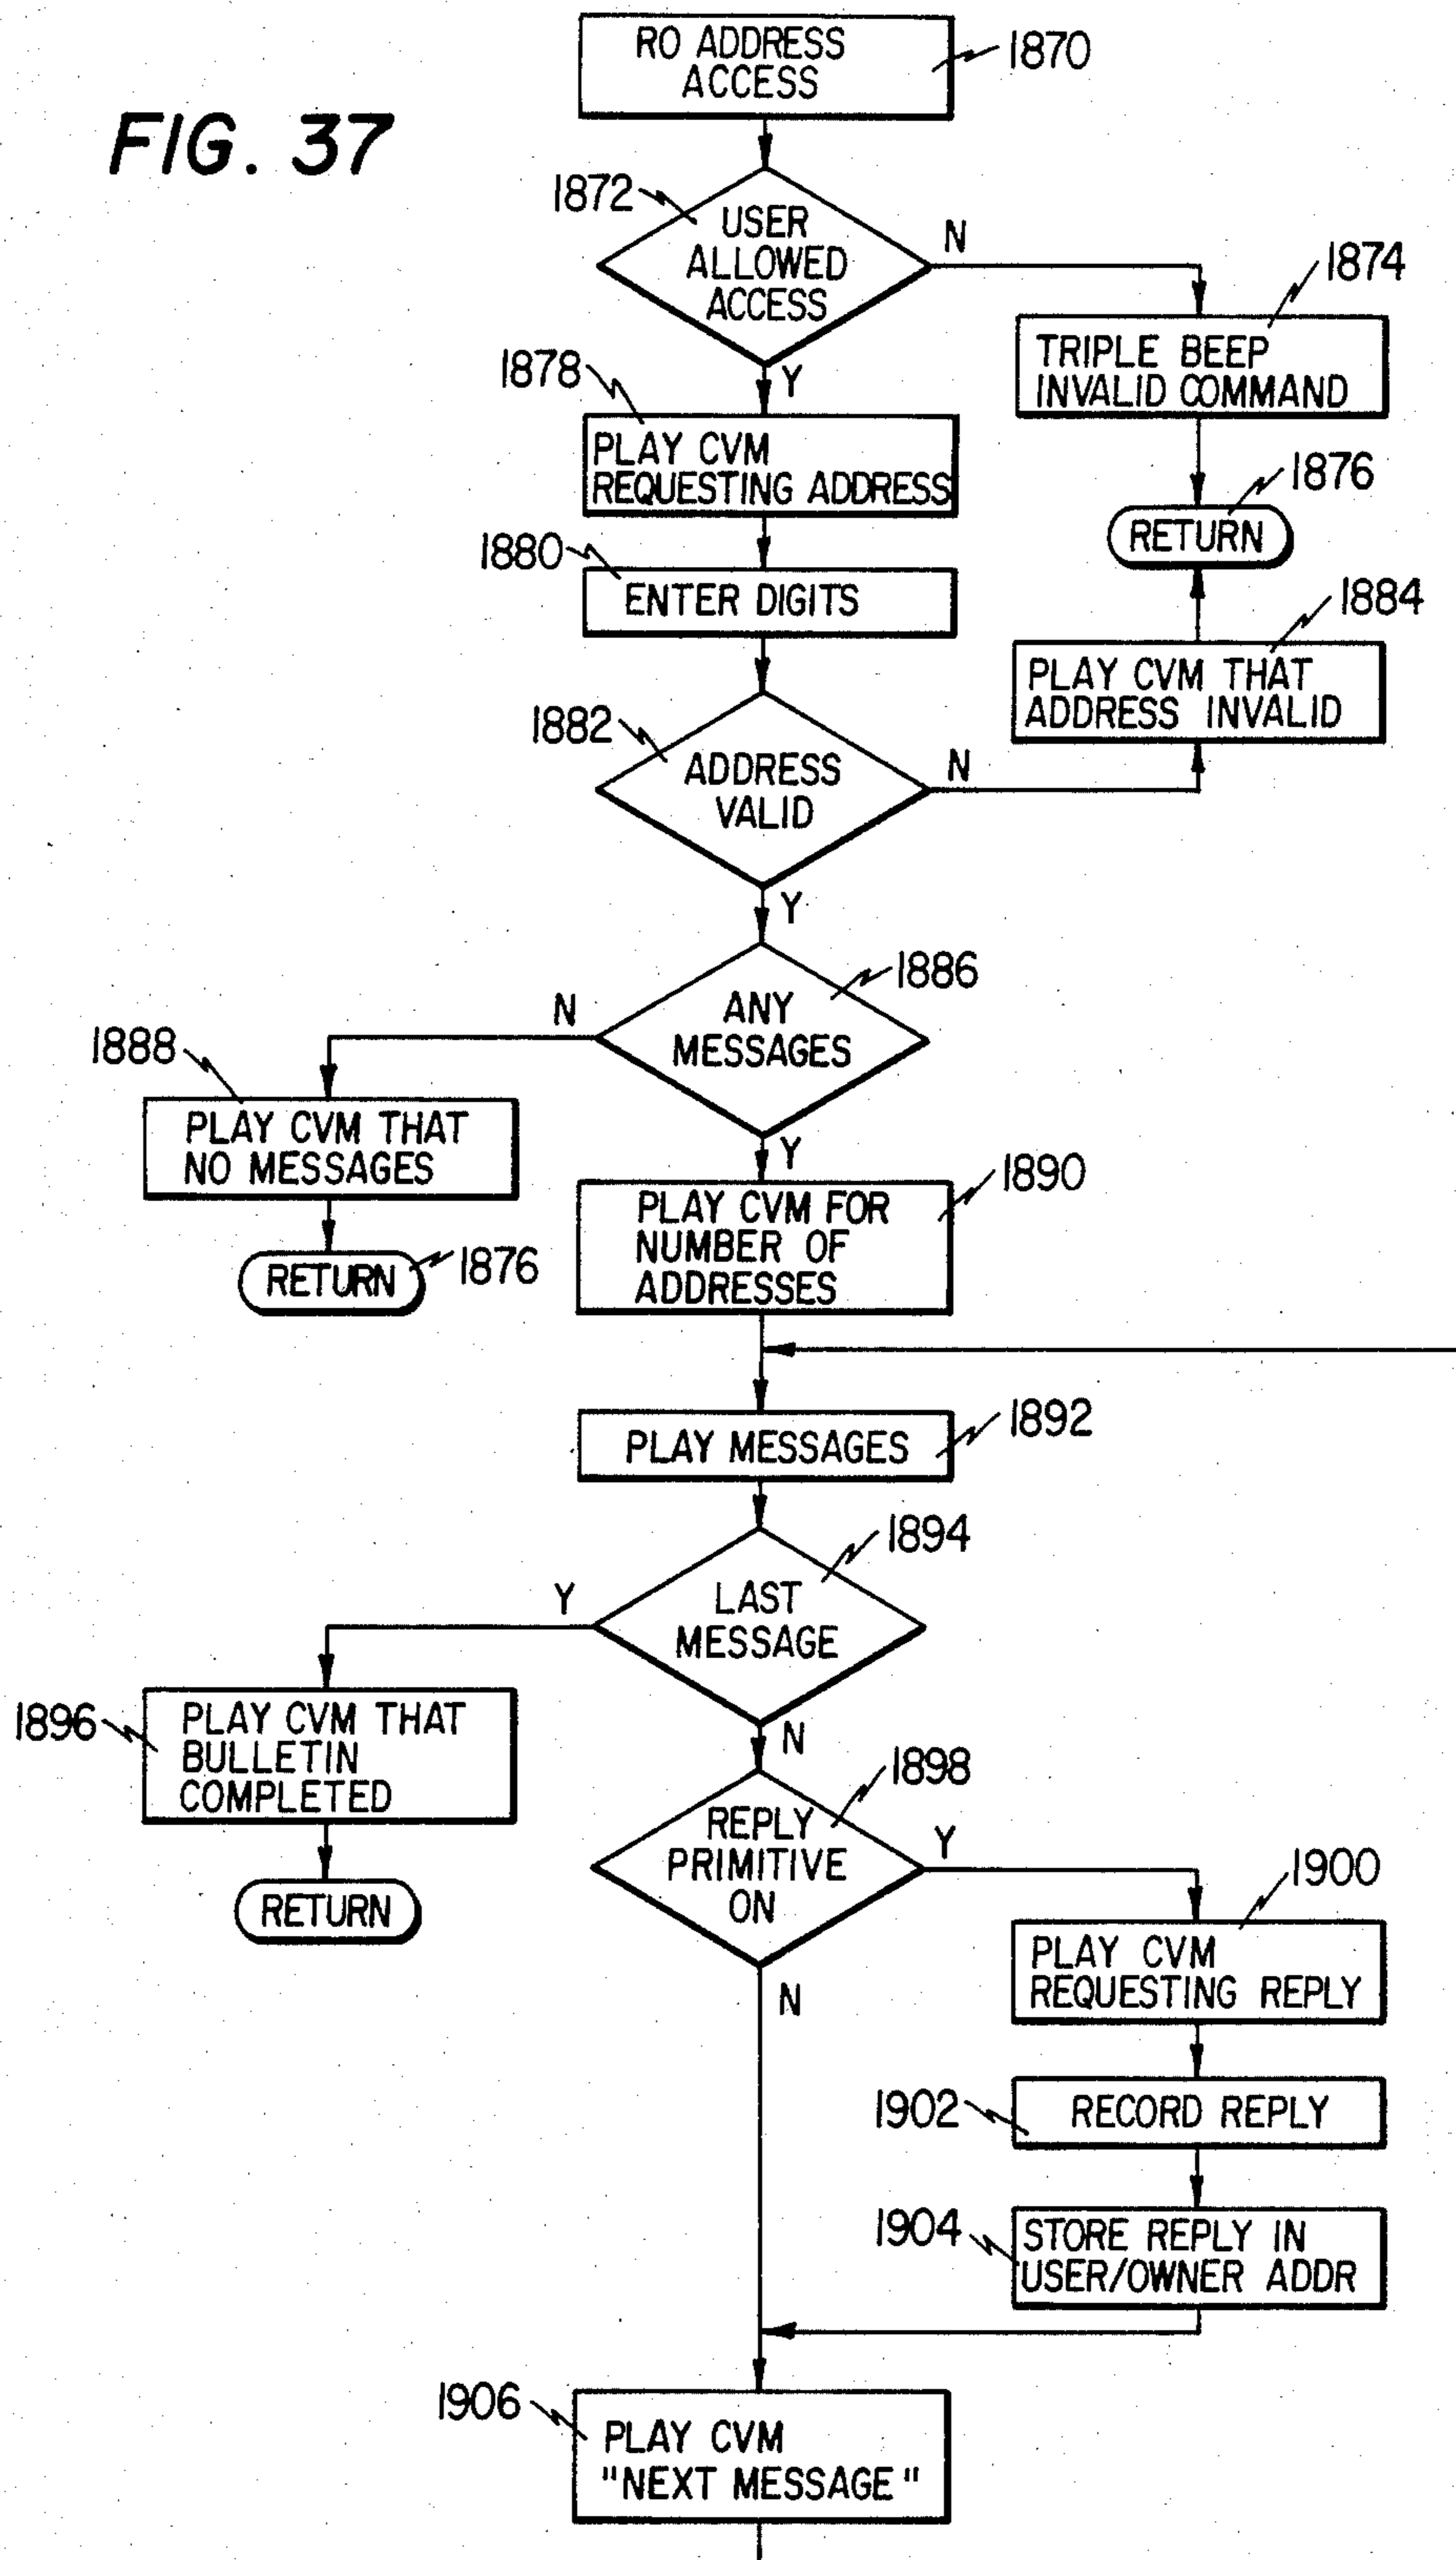 RO ADDRESS
ACCESS
1870
FIG. 37
1872
USER
ALLOWED
ACCESS
N
1874
TRIPLE BEEP
INVALID COMMAND
Y
1878
PLAY CVM
REQUESTING ADDRESS
1876
RETURN
1880
ENTER DIGITS
1884
PLAY CVM THAT
ADDRESS INVALID
1882
ADDRESS
VALID
N
Y
1886
ANY
MESSAGES
N
1888
PLAY CVM THAT
NO MESSAGES
Y
1890
PLAY CVM FOR
NUMBER OF
ADDRESSES
RETURN
1876
PLAY MESSAGES
1892
1894
LAST
MESSAGE
Y
1896
PLAY CVM THAT
BULLETIN
COMPLETED
N
1898
REPLY
PRIMITIVE
ON
Y
1900
RETURN
PLAY CVM
REQUESTING REPLY
N
1902
RECORD REPLY
1904
STORE REPLY IN
USER/OWNER ADDR
1906
PLAY CVM
"NEXT MESSAGE"